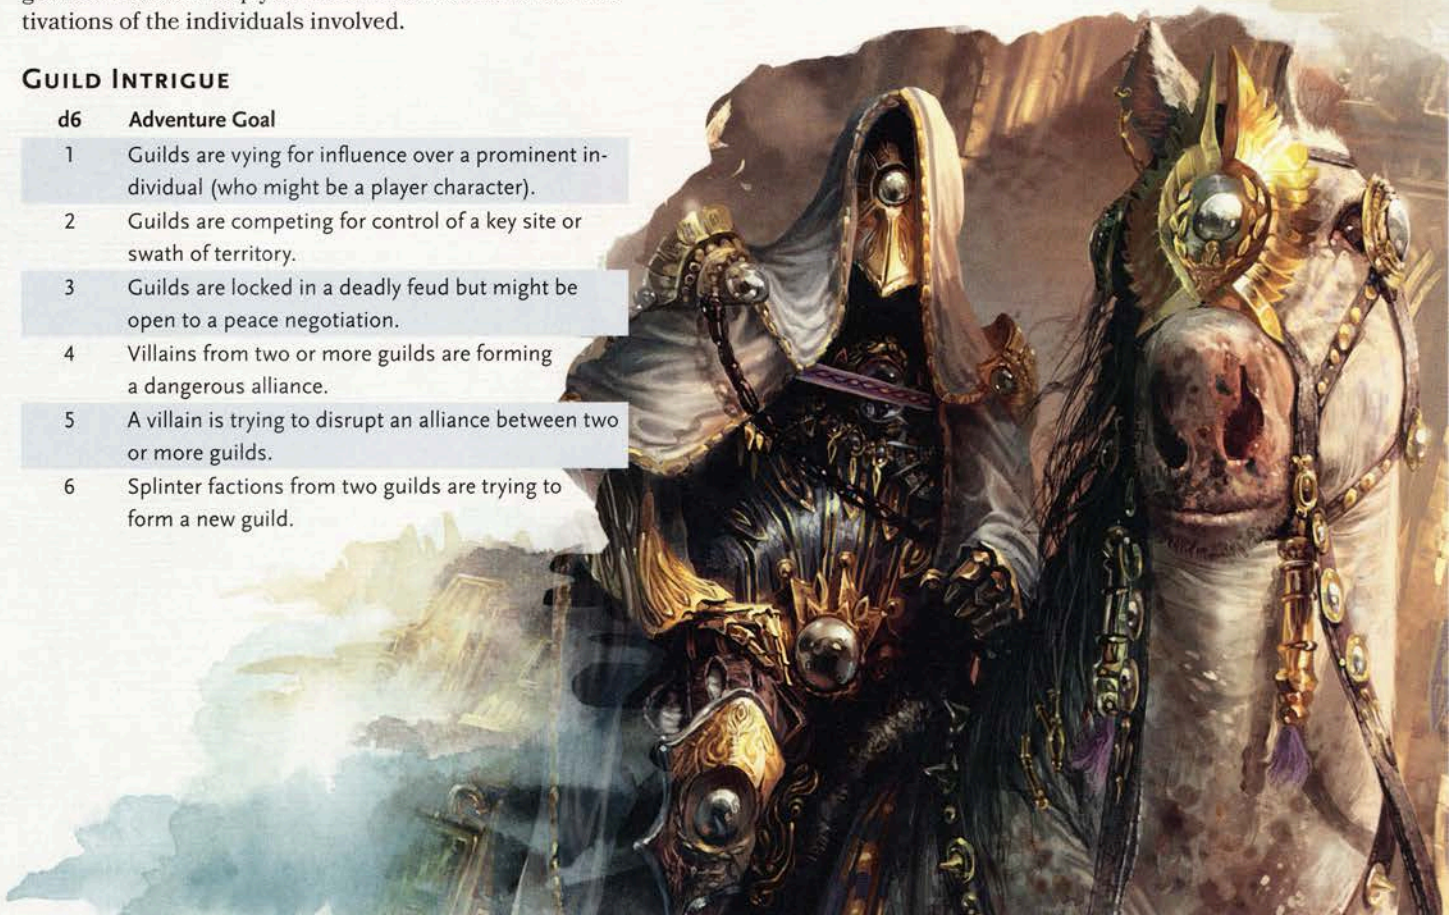 tivations of the individuals involved.
GUILD INTRIGUE
d6 Adventure Goal
1 Guilds are vying for influence over a prominent in-
dividual (who might be a player character).
2 Guilds are competing for control of a key site or
swath of territory.
3 Guilds are locked in a deadly feud but might be
open to a peace negotiation.
4 Villains from two or more guilds are forming
a dangerous alliance.
5 A villain is trying to disrupt an alliance between two
or more guilds.
6 Splinter factions from two guilds are trying to
form a new guild.